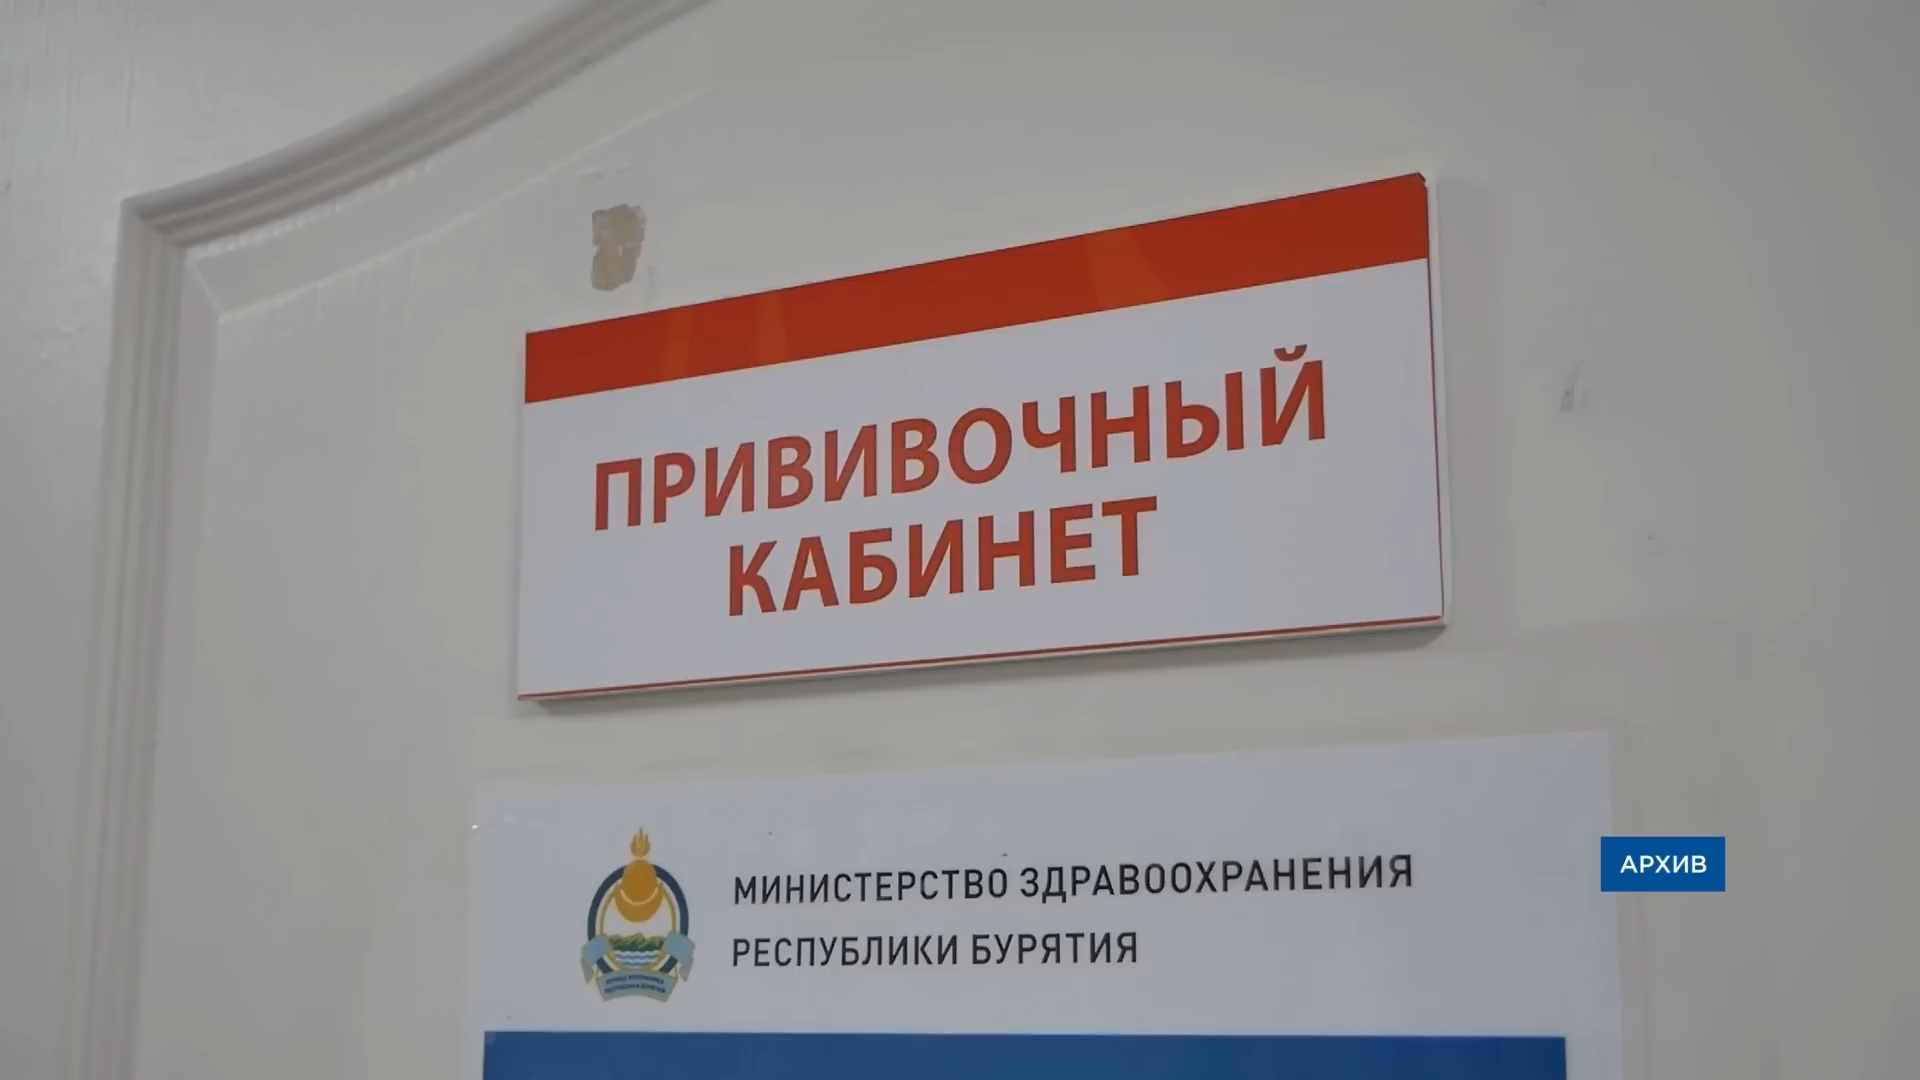 ПРИВИВОЧНЫЙ
КАБИНЕТ
МИНИСТЕРСТВО ЗДРАВООХРАНЕНИЯ
РЕСПУБЛИКИ БУРЯТИЯ
АРХИВ